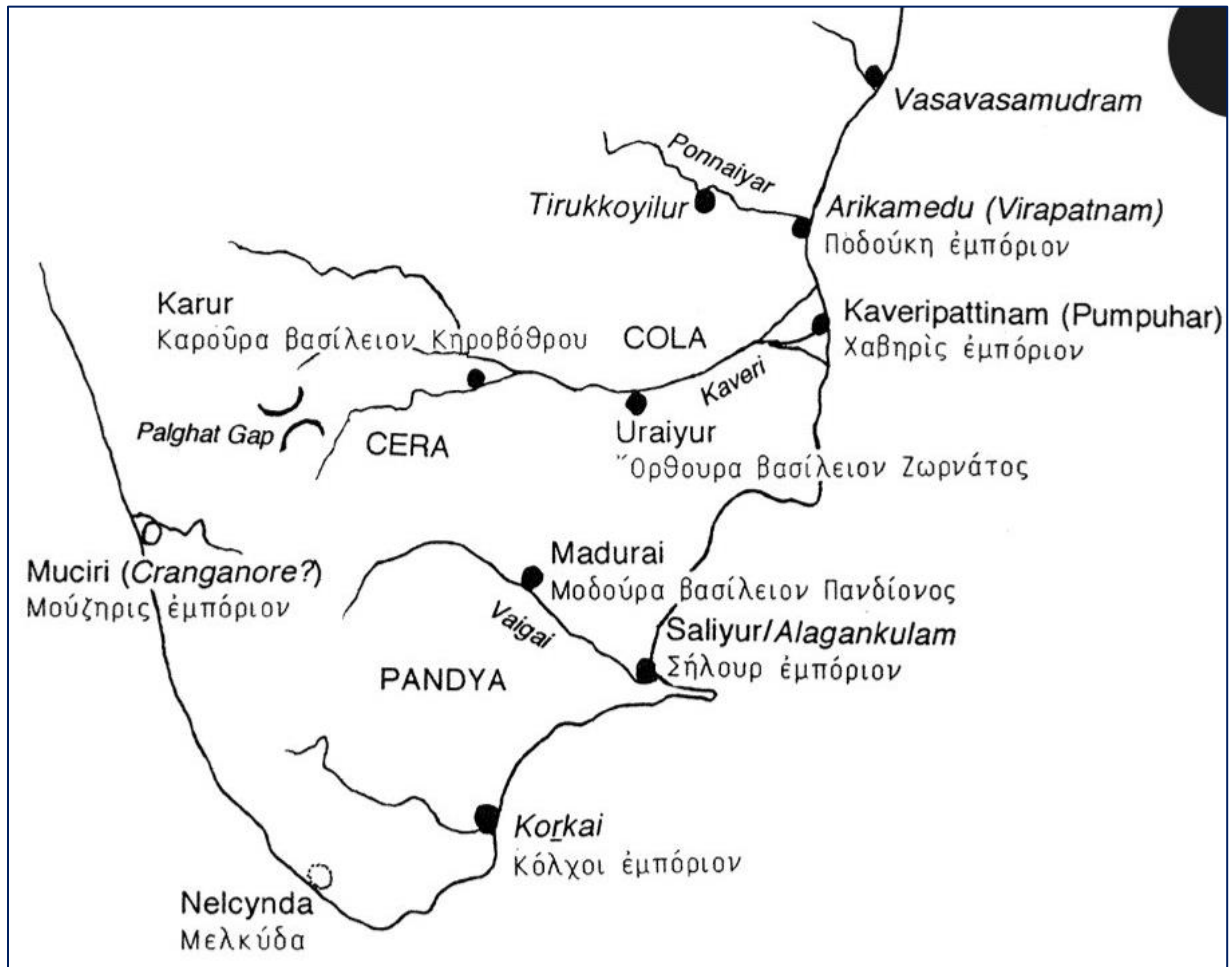 Vasavasamudram
Ponnaiyar
Tirukkoyilur
Arikamedu (Virapatnam)
Ποδούκη ἐμπόριον
Karur
Καροῦρα βασίλειον Κηροβόθρου
COLA
Kaveripattinam (Pumpuhar)
Χαβηρὶς ἐμπόριον
Kaveri
Palghat Gap
CERA
Uraiyur
Ὄρθουρα βασίλειον Ζωρνάτος
Muciri (Cranganore?)
Μούζηρις ἐμπόριον
Madurai
Μοδούρα βασίλειον Πανδίονος
Vaigai
Saliyur/Alagankulam
Σήλουρ ἐμπόριον
PANDYA
Koṟkai
Κόλχοι ἐμπόριον
Nelcynda
Μελκύδα